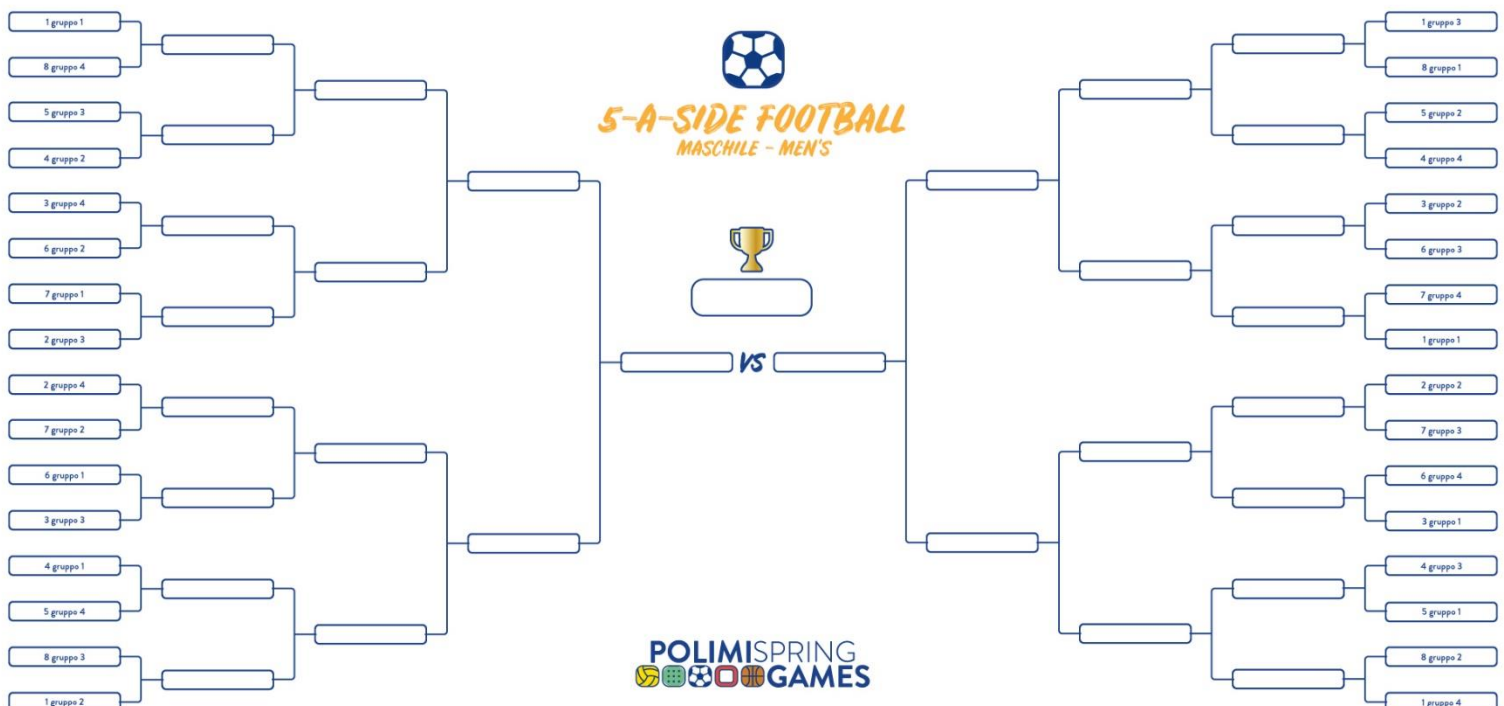 1 gruppo 1
8 gruppo 4
5 gruppo 3
4 gruppo 2
3 gruppo 4
6 gruppo 2
7 gruppo 1
2 gruppo 3
2 gruppo 4
7 gruppo 2
6 gruppo 1
3 gruppo 3
4 gruppo 1
5 gruppo 4
8 gruppo 3
1 gruppo 2
5-A-SIDE FOOTBALL
MASCHILE - MEN'S
VS
POLIMISPRING
GAMES
1 gruppo 3
8 gruppo 1
5 gruppo 2
4 gruppo 4
3 gruppo 2
6 gruppo 3
7 gruppo 4
1 gruppo 1
2 gruppo 2
7 gruppo 3
6 gruppo 4
3 gruppo 1
4 gruppo 3
5 gruppo 1
8 gruppo 2
1 gruppo 4